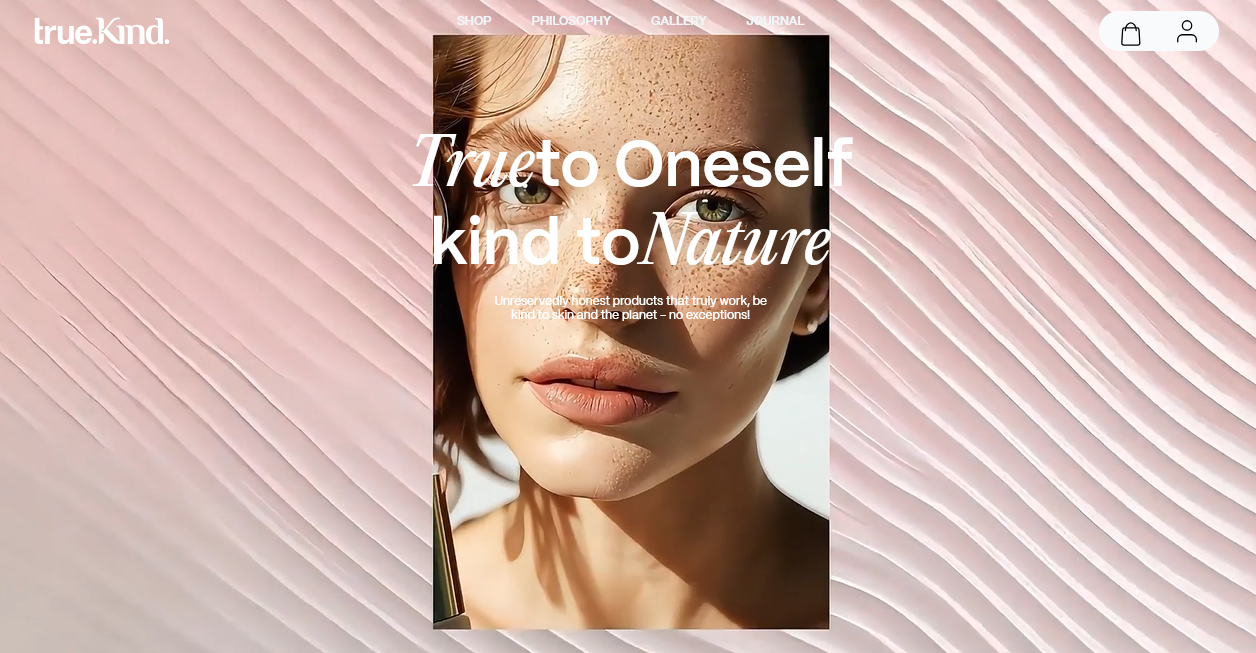 true.Kind.
SHOP PHILOSOPHY GALLERY JOURNAL
True to Oneself
kind to Nature
Unreservedly honest products that truly work, be
kind to skin and the planet – no exceptions!